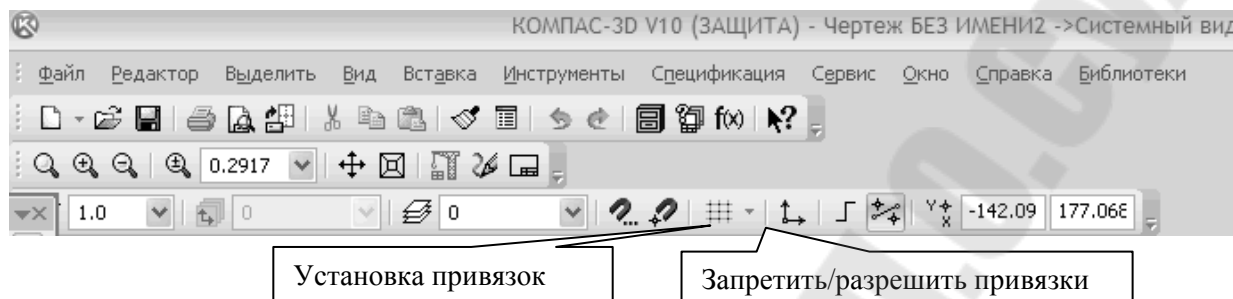 КОМПАС-3D V10 (ЗАЩИТА) - Чертеж БЕЗ ИМЕНИ2 ->Системный вид
Файл Редактор Выделить Вид Вставка Инструменты Спецификация Сервис Окно Справка Библиотеки
f(x) ?
0.2917
1.0 0 0 Y X -142.09 177.068
Установка привязок Запретить/разрешить привязки